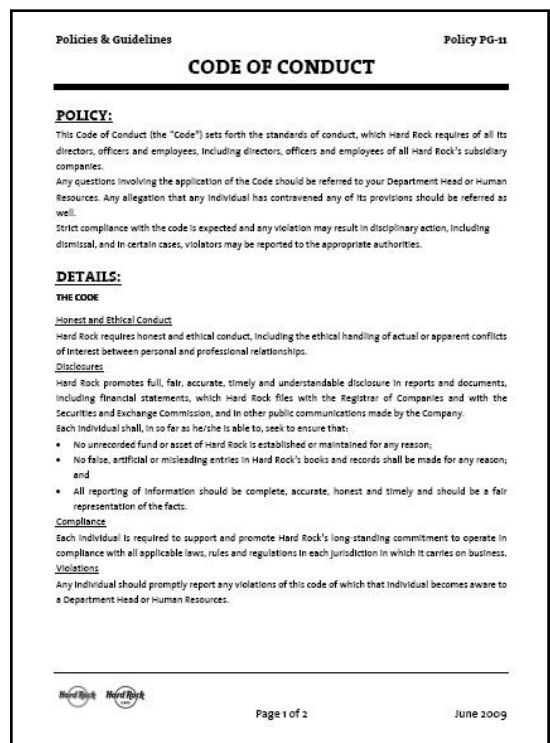 Policies & Guidelines Policy PG-11
CODE OF CONDUCT
POLICY:
This Code of Conduct (the "Code") sets forth the standards of conduct, which Hard Rock requires of all its
directors, officers and employees, including directors, officers and employees of all Hard Rock's subsidiary
companies.
Any questions involving the application of the Code should be referred to your Department Head or Human
Resources. Any allegation that any individual has contravened any of its provisions should be referred as
well.
Strict compliance with the code is expected and any violation may result in disciplinary action, including
dismissal, and in certain cases, violators may be reported to the appropriate authorities.
DETAILS:
THE CODE
Honest and Ethical Conduct
Hard Rock requires honest and ethical conduct, including the ethical handling of actual or apparent conflicts
of interest between personal and professional relationships.
Disclosures
Hard Rock promotes full, fair, accurate, timely and understandable disclosure in reports and documents,
including financial statements, which Hard Rock files with the Registrar of Companies and with the
Securities and Exchange Commission, and in other public communications made by the Company.
Each individual shall, in so far as he/she is able to, seek to ensure that:
• No unrecorded fund or asset of Hard Rock is established or maintained for any reason;
• No false, artificial or misleading entries in Hard Rock's books and records shall be made for any reason;
and
• All reporting of information should be complete, accurate, honest and timely and should be a fair
representation of the facts.
Compliance
Each individual is required to support and promote Hard Rock's long-standing commitment to operate in
compliance with all applicable laws, rules and regulations in each jurisdiction in which it carries on business.
Violations
Any individual should promptly report any violations of this code of which that individual becomes aware to
a Department Head or Human Resources.
Hard Rock Hard Rock
CAFE
Page 1 of 2 June 2009